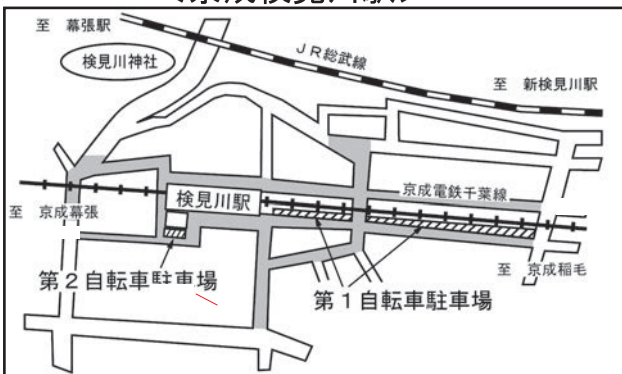 至 幕張駅
JR総武線
検見川神社
至 新検見川駅
京成電鉄千葉線
検見川駅
至 京成幕張
至 京成稲毛
第2自転車駐車場
第1自転車駐車場